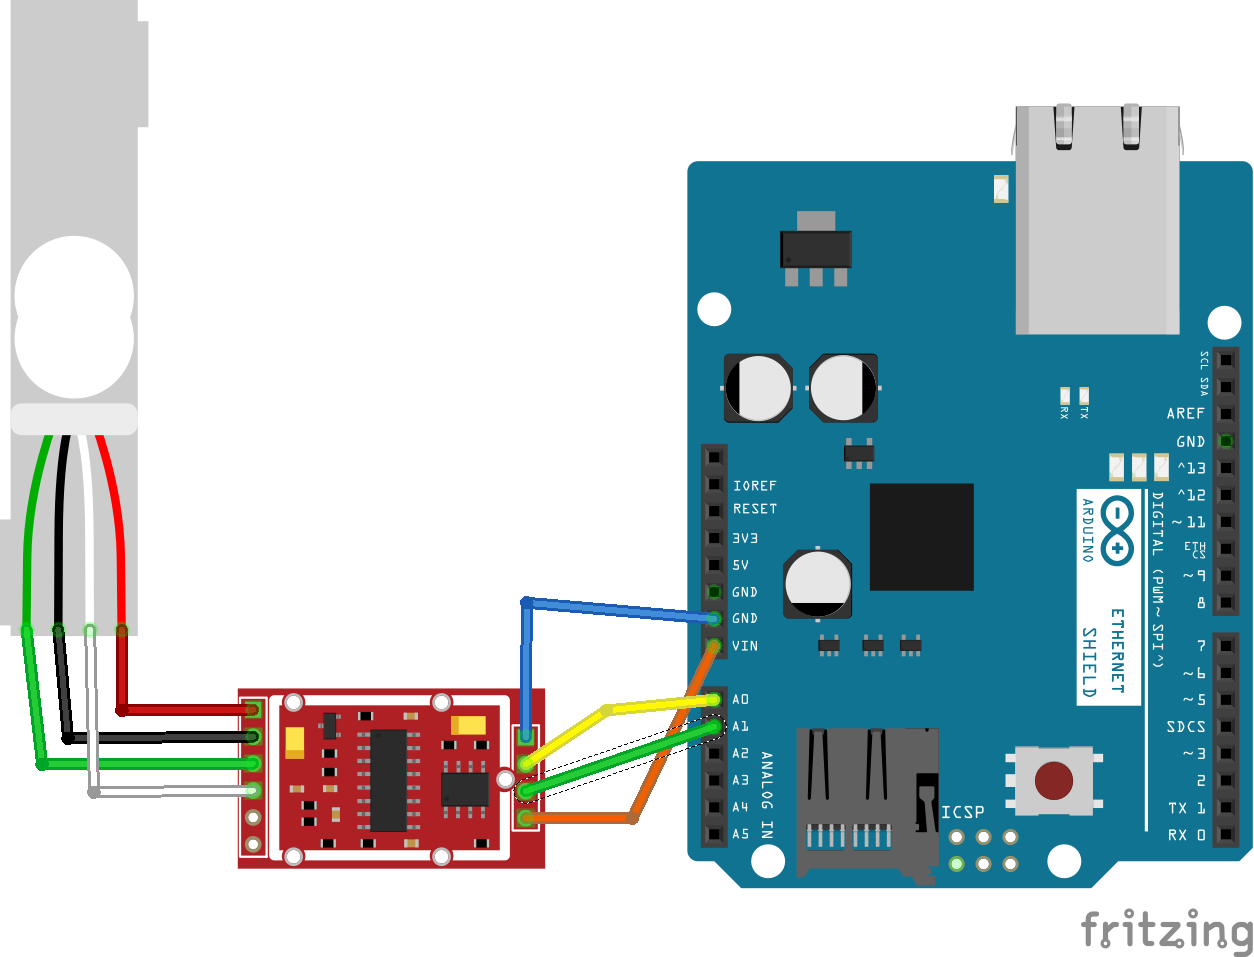 SCL
SDA
RX
TX
AREF
GND
^13
^12
~11
ETH
CS
~9
8
IOREF
RESET
3V3
5V
GND
GND
VIN
A0
A1
A2
A3
A4
A5
ANALOG IN
ARDUINO
ETHERNET
SHIELD
DIGITAL (PWM~ SPI^)
7
~6
~5
SDCS
~3
2
TX 1
RX 0
ICSP
fritzing